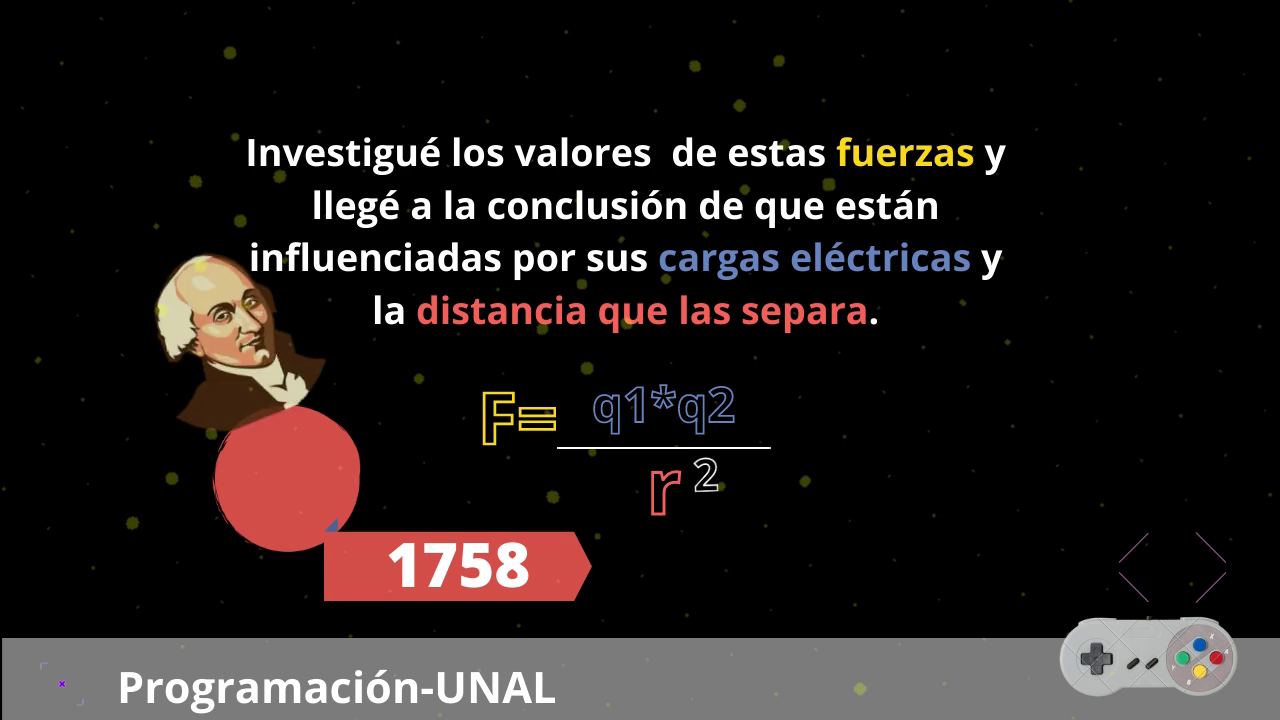 Investigué los valores  de estas fuerzas y
llegé a la conclusión de que están
influenciadas por sus cargas eléctricas y
la distancia que las separa.
F= q1*q2
r 2
1758
Programación-UNAL